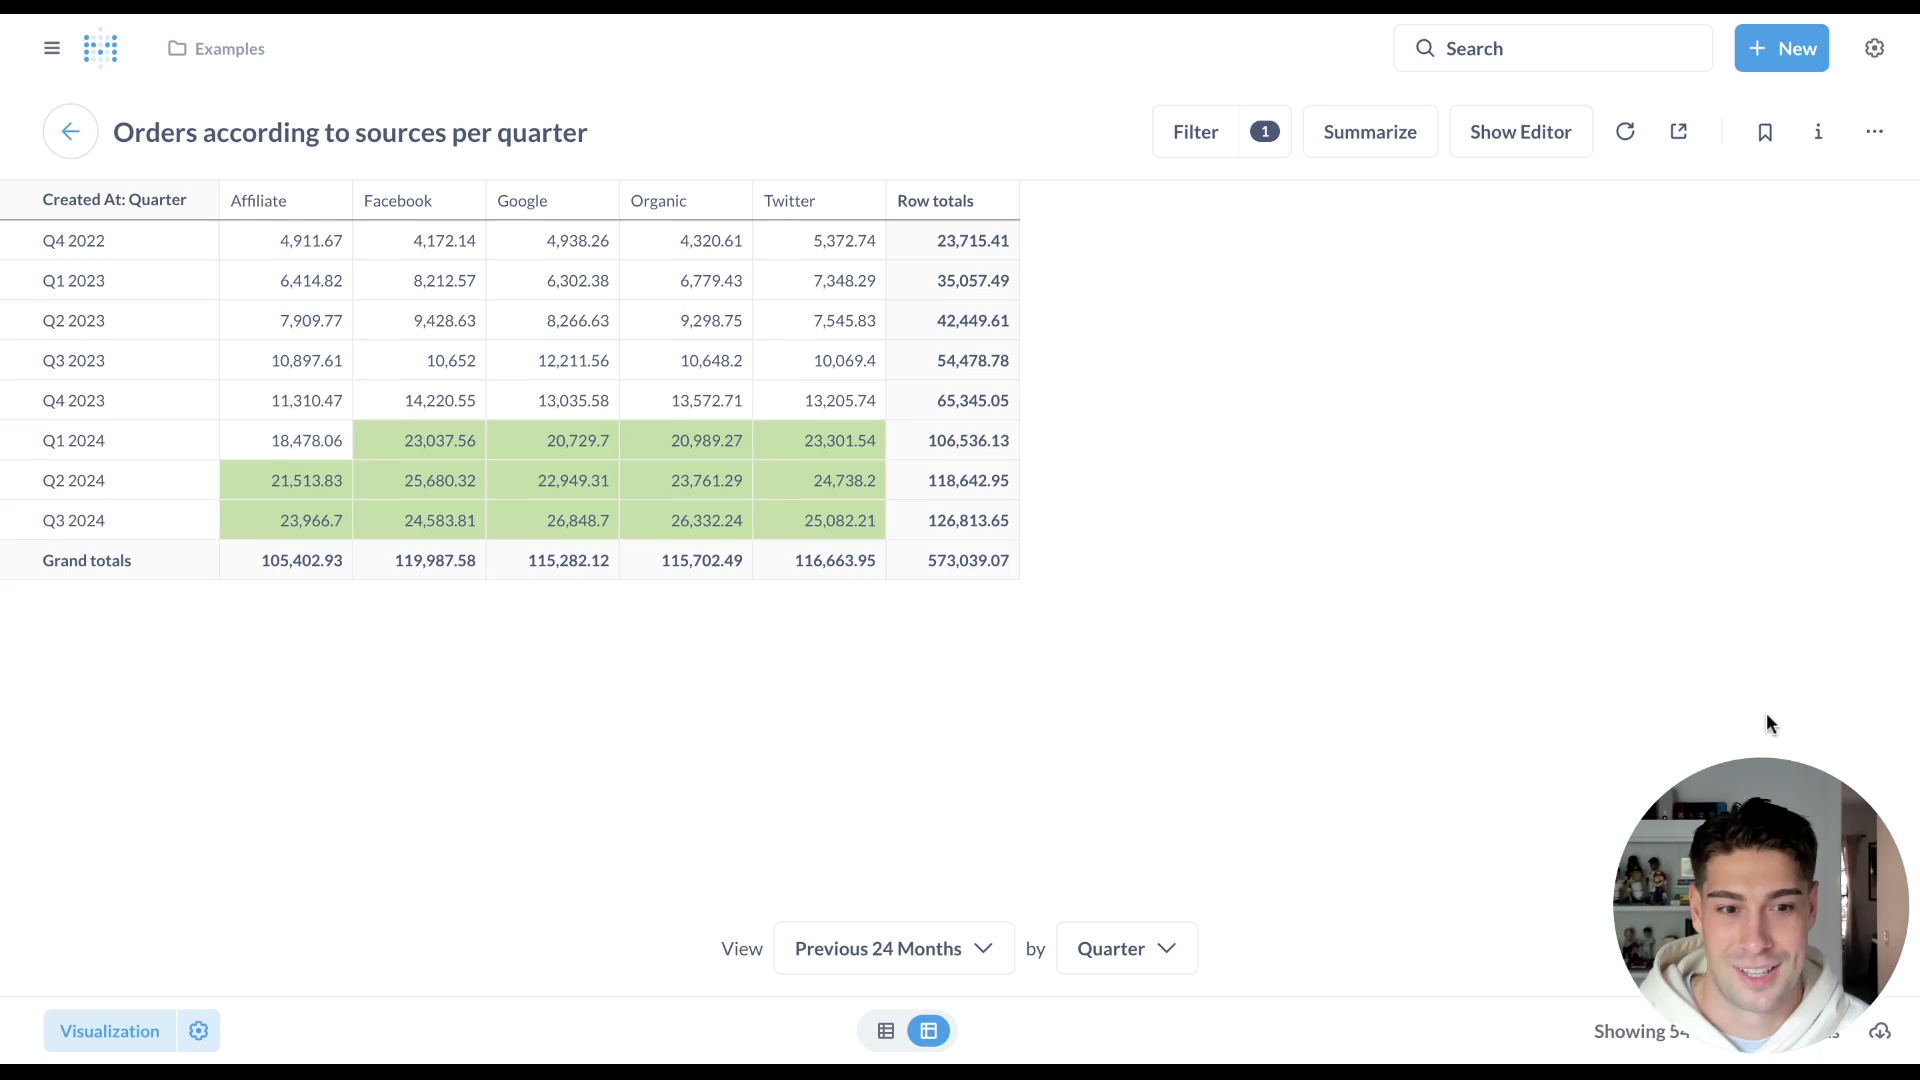 Examples
Search
+ New
Orders according to sources per quarter
Filter 1 Summarize Show Editor
Created At: Quarter Affiliate Facebook Google Organic Twitter Row totals
Q4 2022 4,911.67 4,172.14 4,938.26 4,320.61 5,372.74 23,715.41
Q1 2023 6,414.82 8,212.57 6,302.38 6,779.43 7,348.29 35,057.49
Q2 2023 7,909.77 9,428.63 8,266.63 9,298.75 7,545.83 42,449.61
Q3 2023 10,897.61 10,652 12,211.56 10,648.2 10,069.4 54,478.78
Q4 2023 11,310.47 14,220.55 13,035.58 13,572.71 13,205.74 65,345.05
Q1 2024 18,478.06 23,037.56 20,729.7 20,989.27 23,301.54 106,536.13
Q2 2024 21,513.83 25,680.32 22,949.31 23,761.29 24,738.2 118,642.95
Q3 2024 23,966.7 24,583.81 26,848.7 26,332.24 25,082.21 126,813.65
Grand totals 105,402.93 119,987.58 115,282.12 115,702.49 116,663.95 573,039.07
View Previous 24 Months by Quarter
Visualization
Showing